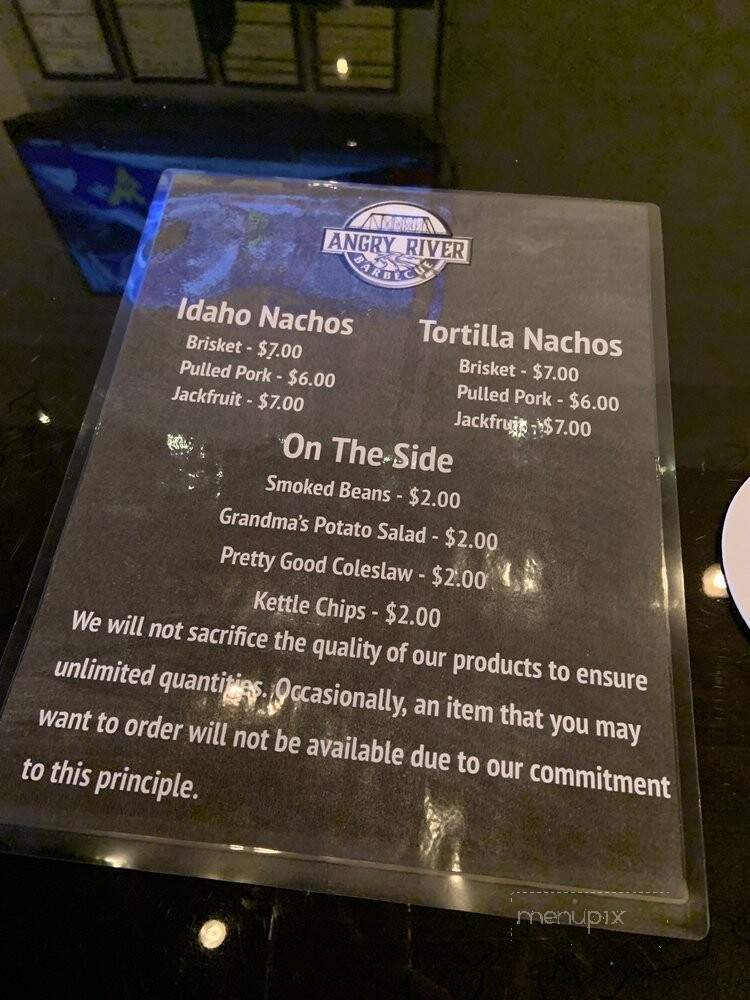 ANGRY RIVER
BARBECUE
Idaho Nachos
Brisket - $7.00
Pulled Pork - $6.00
Jackfruit - $7.00
Tortilla Nachos
Brisket - $7.00
Pulled Pork - $6.00
Jackfruit - $7.00
On The Side
Smoked Beans - $2.00
Grandma's Potato Salad - $2.00
Pretty Good Coleslaw - $2.00
Kettle Chips - $2.00
We will not sacrifice the quality of our products to ensure
unlimited quantities. Occasionally, an item that you may
want to order will not be available due to our commitment
to this principle.
menupix